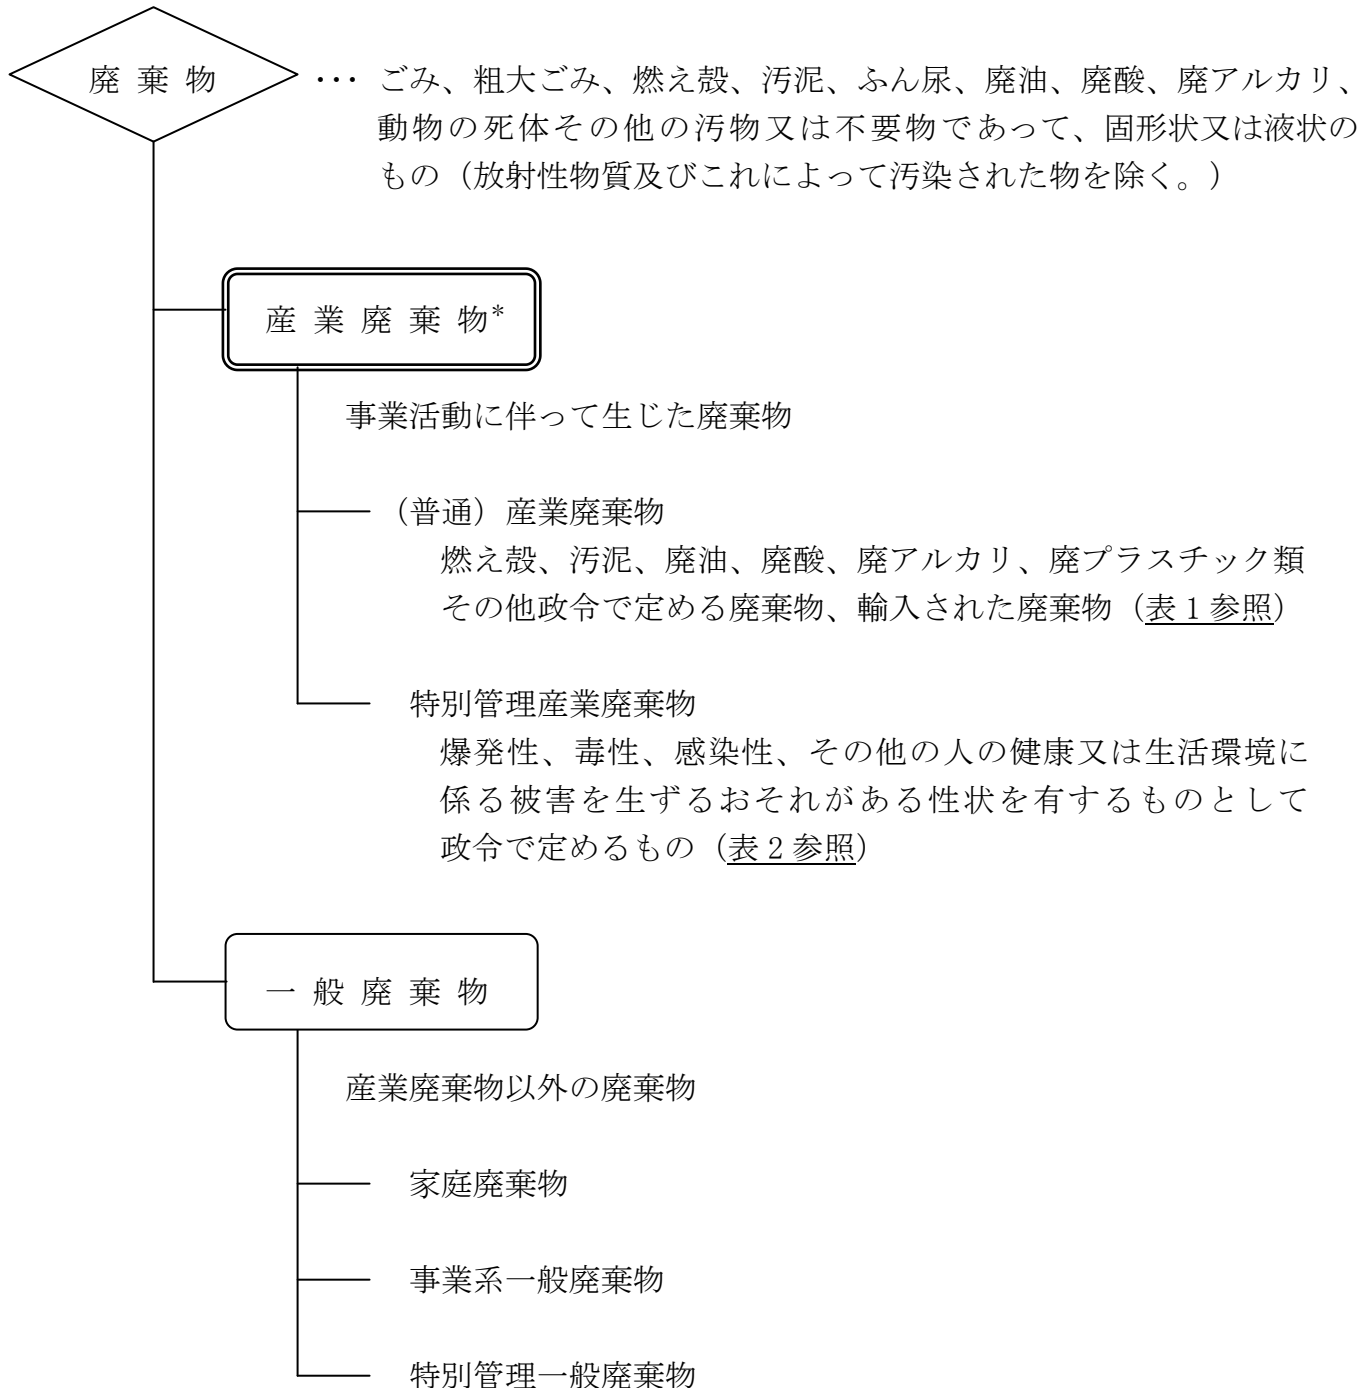 廃棄物 ・・・ ごみ、粗大ごみ、燃え殻、汚泥、ふん尿、廃油、廃酸、廃アルカリ、
動物の死体その他の汚物又は不要物であって、固形状又は液状の
もの（放射性物質及びこれによって汚染された物を除く。）
産業廃棄物*
事業活動に伴って生じた廃棄物
（普通）産業廃棄物
燃え殻、汚泥、廃油、廃酸、廃アルカリ、廃プラスチック類
その他政令で定める廃棄物、輸入された廃棄物（表1参照）
特別管理産業廃棄物
爆発性、毒性、感染性、その他の人の健康又は生活環境に
係る被害を生ずるおそれがある性状を有するものとして
政令で定めるもの（表2参照）
一般廃棄物
産業廃棄物以外の廃棄物
家庭廃棄物
事業系一般廃棄物
特別管理一般廃棄物